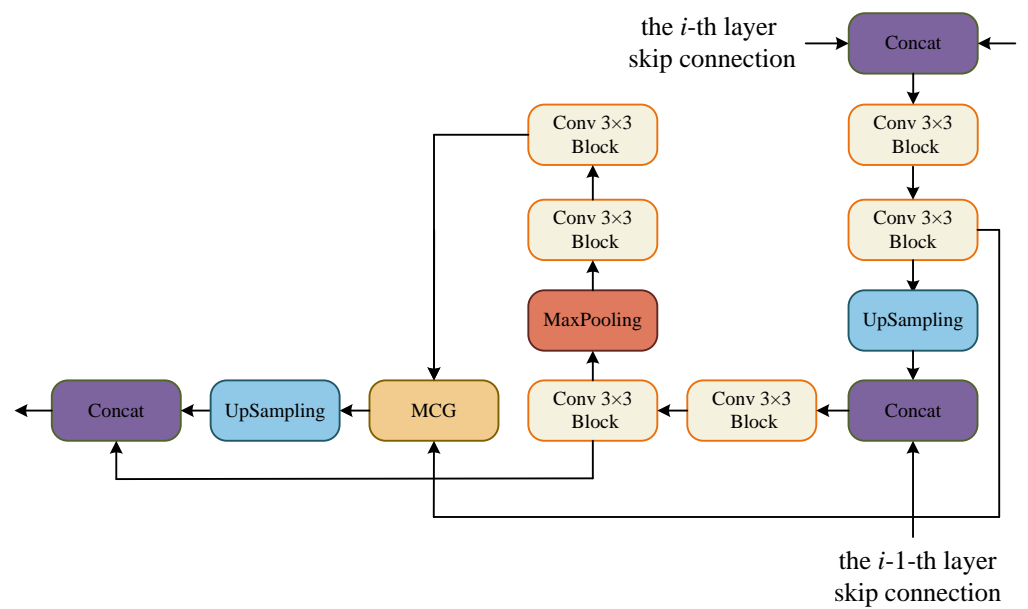 the i-th layer
skip connection
Concat
Conv 3×3
Block
Conv 3×3
Block
Conv 3×3
Block
Conv 3×3
Block
MaxPooling
UpSampling
Concat
UpSampling
MCG
Conv 3×3
Block
Conv 3×3
Block
Concat
the i-1-th layer
skip connection